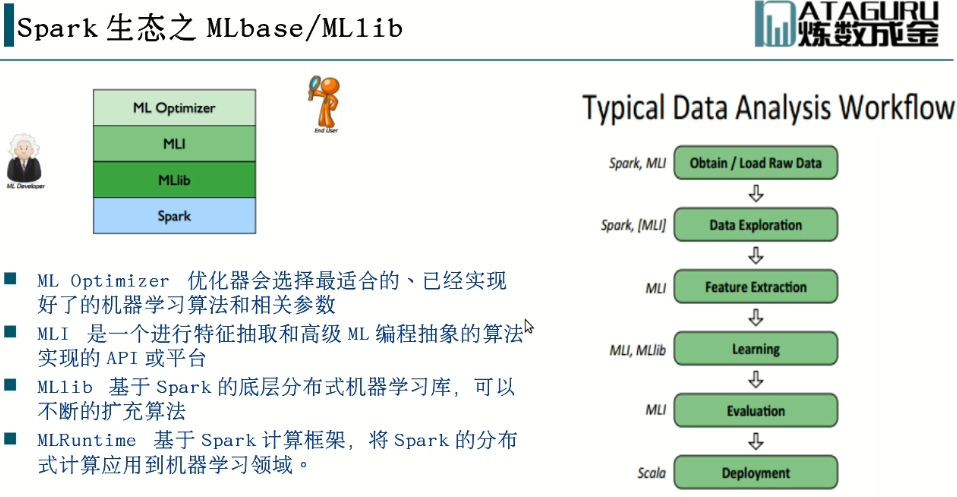 Spark 生态之 MLbase/MLlib
DATAGURU
炼数成金
ML Optimizer
MLI
MLlib
Spark
ML Developer
End User
ML Optimizer 优化器会选择最适合的、已经实现
好了的机器学习算法和相关参数
MLI 是一个进行特征抽取和高级 ML 编程抽象的算法
实现的 API 或平台
MLlib 基于 Spark 的底层分布式机器学习库，可以
不断的扩充算法
MLRuntime 基于 Spark 计算框架，将 Spark 的分布
式计算应用到机器学习领域。
Typical Data Analysis Workflow
Spark, MLI Obtain / Load Raw Data
Spark, [MLI] Data Exploration
MLI Feature Extraction
MLI, MLlib Learning
MLI Evaluation
Scala Deployment